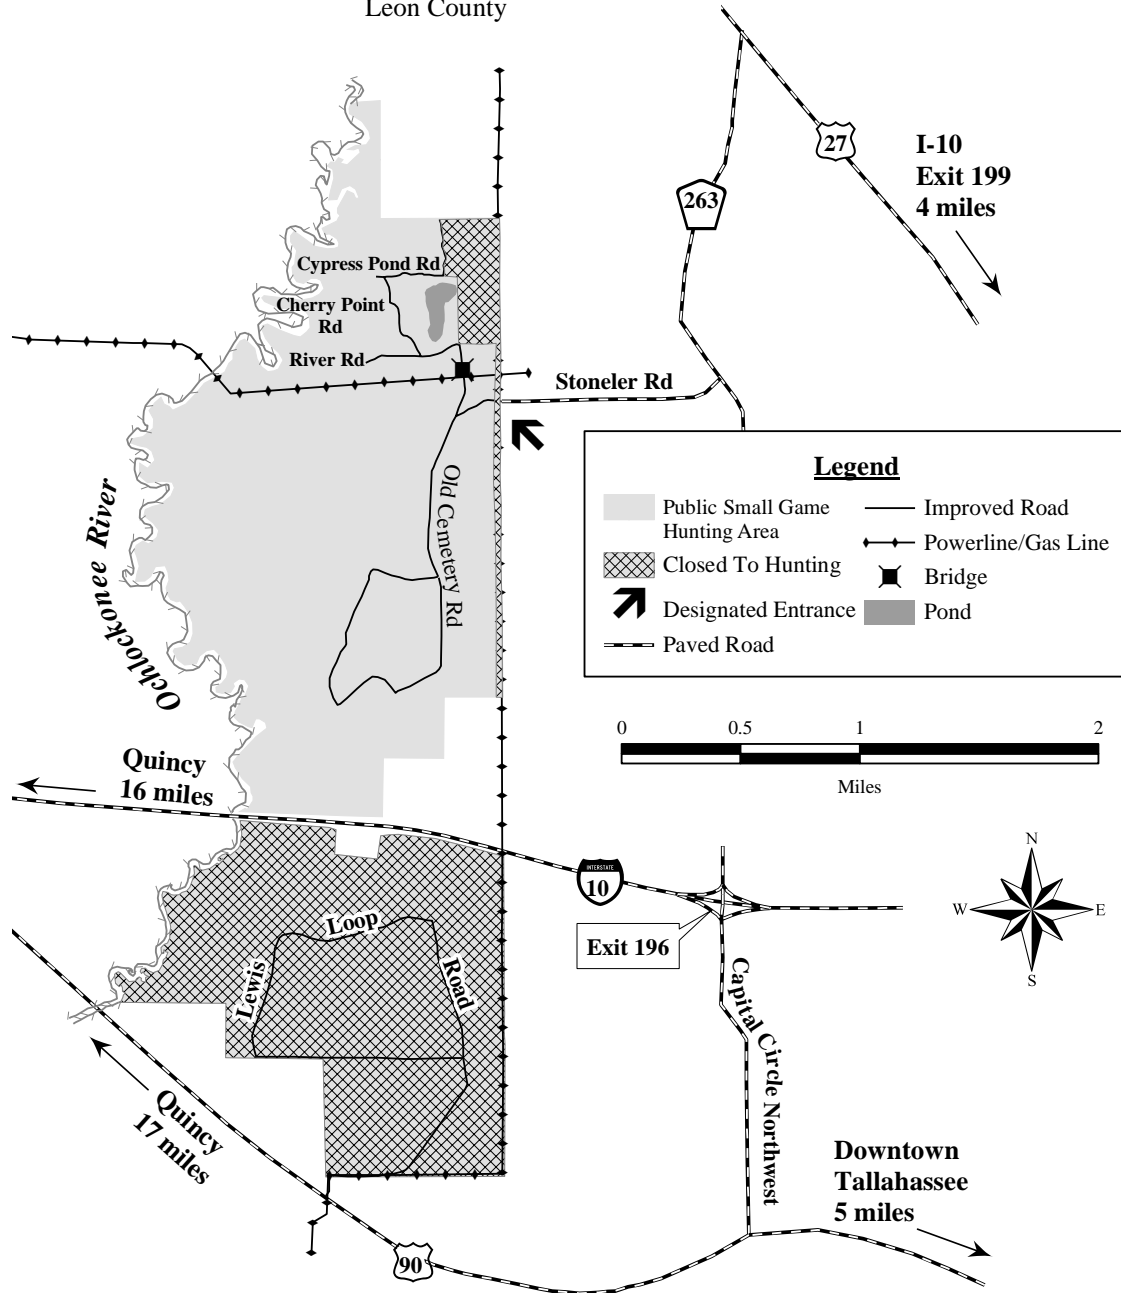 Leon County
27
I-10
Exit 199
4 miles
263
Cypress Pond Rd
Cherry Point
Rd
River Rd
Stoneler Rd
Legend
Public Small Game
Hunting Area
Closed To Hunting
Designated Entrance
Paved Road
Improved Road
Powerline/Gas Line
Bridge
Pond
Old Cemetery Rd
Ochlockonee River
0 0.5 1 2
Miles
Quincy
16 miles
INTERSTATE
10
Exit 196
N
W E
S
Lewis Loop Road
Capital Circle Northwest
Quincy
17 miles
Downtown
Tallahassee
5 miles
90